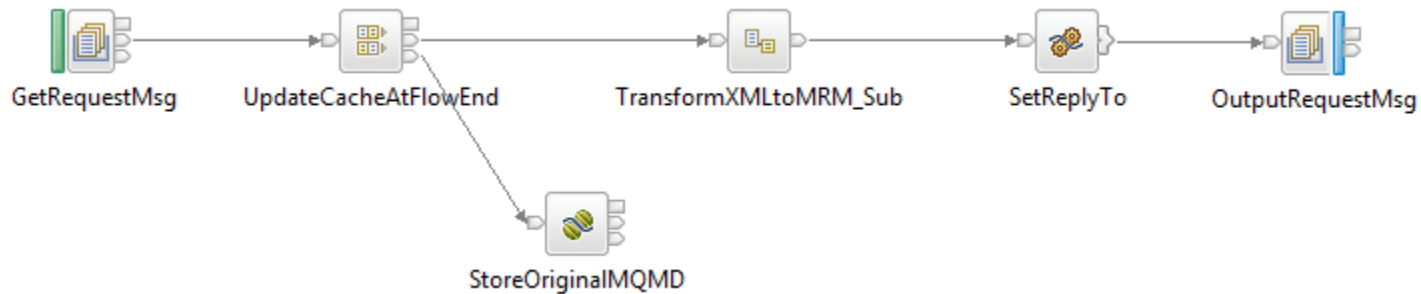 GetRequestMsg
UpdateCacheAtFlowEnd
TransformXMLtoMRM_Sub
SetReplyTo
OutputRequestMsg
StoreOriginalMQMD